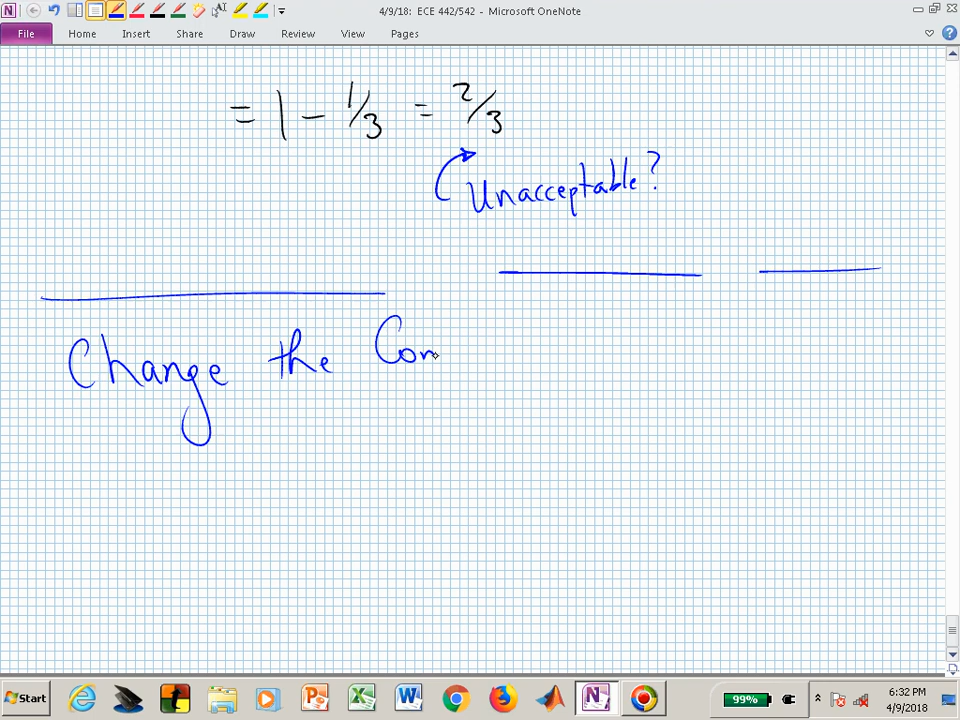 4/9/18: ECE 442/542 - Microsoft OneNote
File Home Insert Share Draw Review View Pages
= 1 - 1/3 = 2/3
Unacceptable?
Change the Con
Start
99%
6:32 PM
4/9/2018